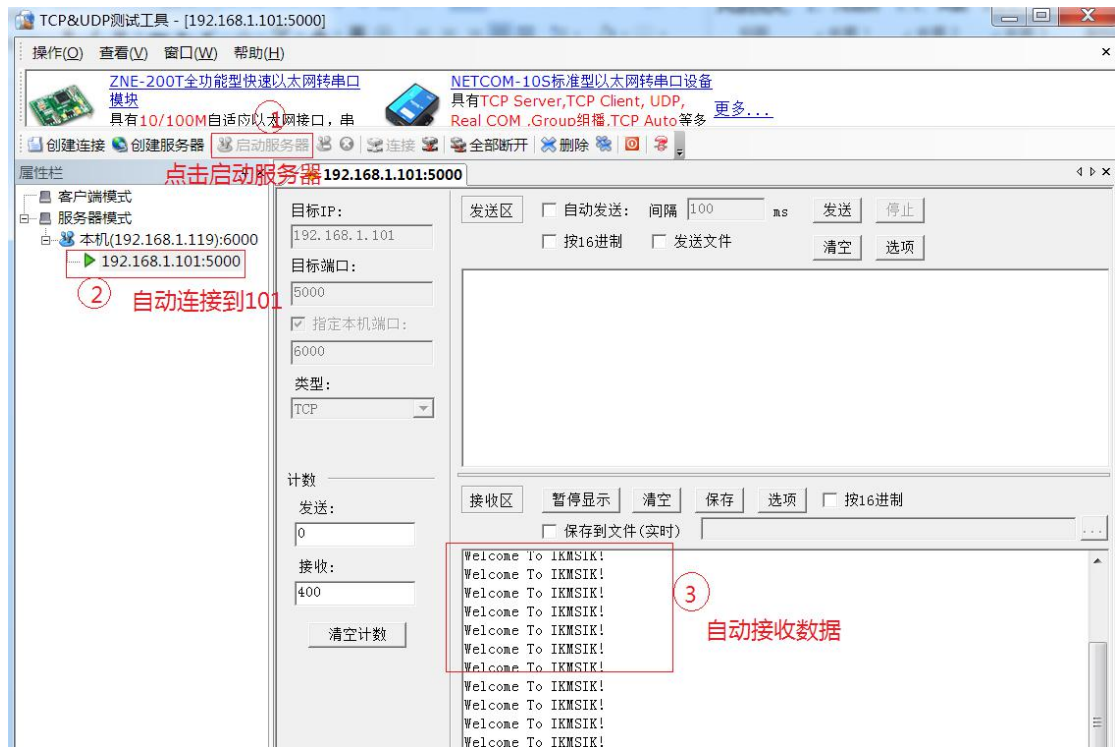 TCP&UDP测试工具 - [192.168.1.101:5000]
操作(O) 查看(V) 窗口(W) 帮助(H)
ZNE-200T全功能型快速以太网转串口
模块
具有10/100M自适应以太网接口，串
NETCOM-10S标准型以太网转串口设备
具有TCP Server,TCP Client, UDP,
Real COM ,Group组播,TCP Auto等多
更多...
①
创建连接 创建服务器 启动服务器 连接 全部断开 删除
点击启动服务器
属性栏
客户端模式
服务器模式
本机(192.168.1.119):6000
192.168.1.101:5000
② 自动连接到101
192.168.1.101:5000
目标IP:
192.168.1.101
目标端口:
5000
指定本机端口:
6000
类型:
TCP
计数
发送:
0
接收:
400
清空计数
发送区 自动发送: 间隔 100 ms 发送 停止
按16进制 发送文件 清空 选项
接收区 暂停显示 清空 保存 选项 按16进制
保存到文件(实时) ...
Welcome To IKMSIK!
Welcome To IKMSIK!
Welcome To IKMSIK!
Welcome To IKMSIK!
Welcome To IKMSIK!
Welcome To IKMSIK!
Welcome To IKMSIK!
Welcome To IKMSIK!
Welcome To IKMSIK!
Welcome To IKMSIK!
Welcome To IKMSIK!
③
自动接收数据